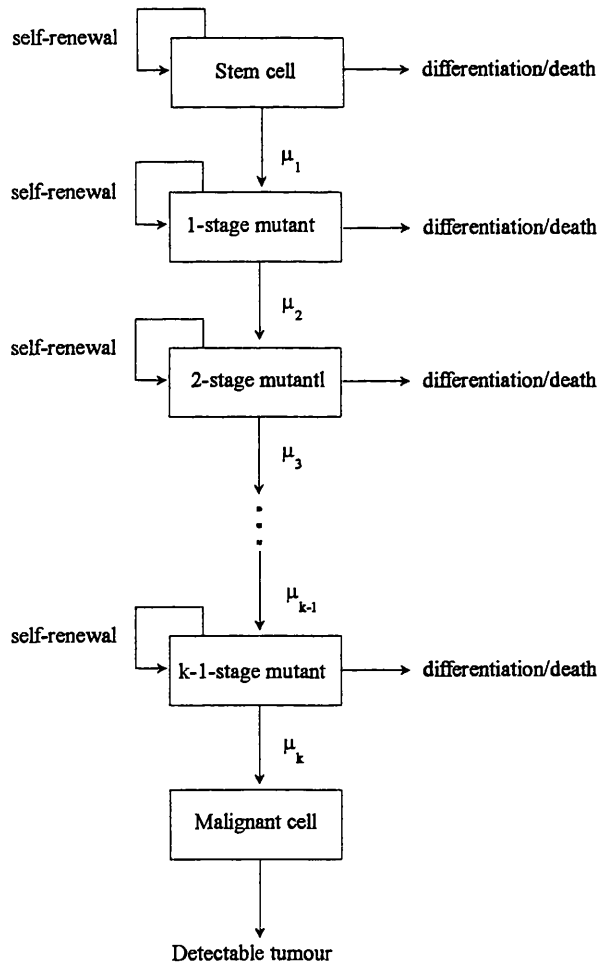 self-renewal
Stem cell
differentiation/death
μ1
self-renewal
1-stage mutant
differentiation/death
μ2
self-renewal
2-stage mutantl
differentiation/death
μ3
μk-1
self-renewal
k-1-stage mutant
differentiation/death
μk
Malignant cell
Detectable tumour